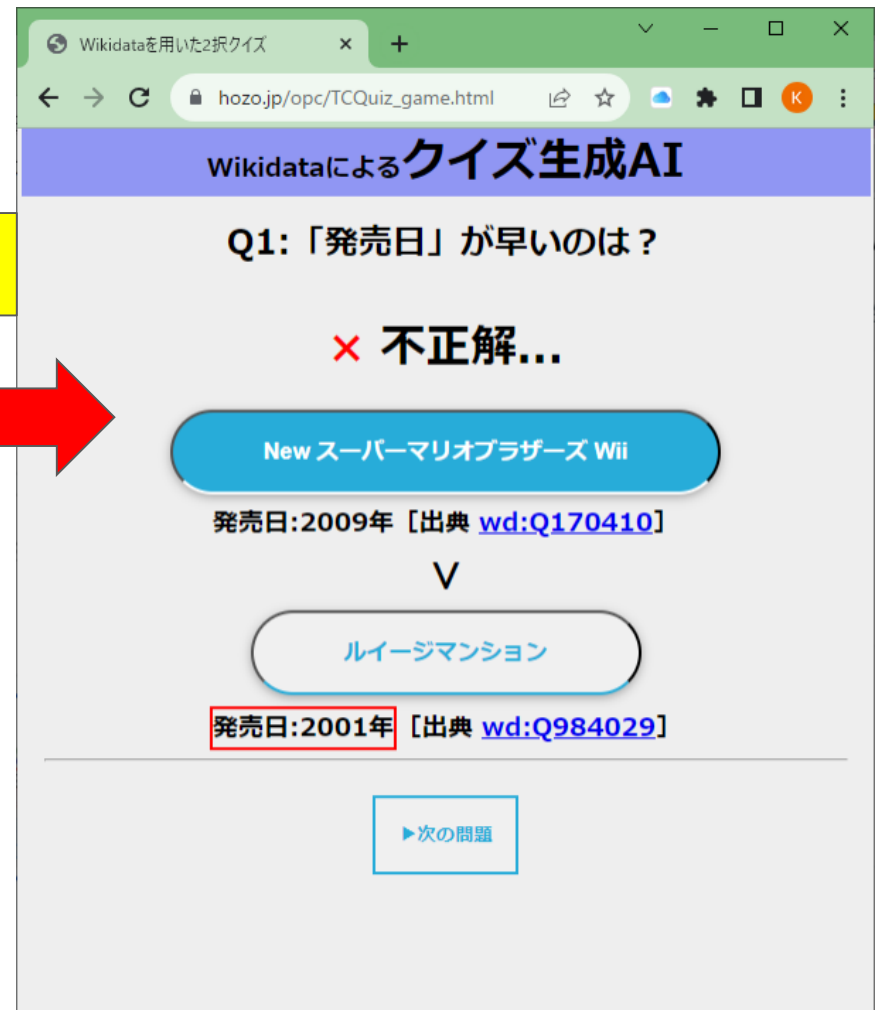 Wikidataを用いた2択クイズ
hozo.jp/opc/TCQuiz_game.html
K
Wikidataによるクイズ生成AI
Q1:「発売日」が早いのは？
× 不正解...
New スーパーマリオブラザーズ Wii
発売日:2009年［出典 wd:Q170410］
∨
ルイージマンション
発売日:2001年［出典 wd:Q984029］
▶次の問題